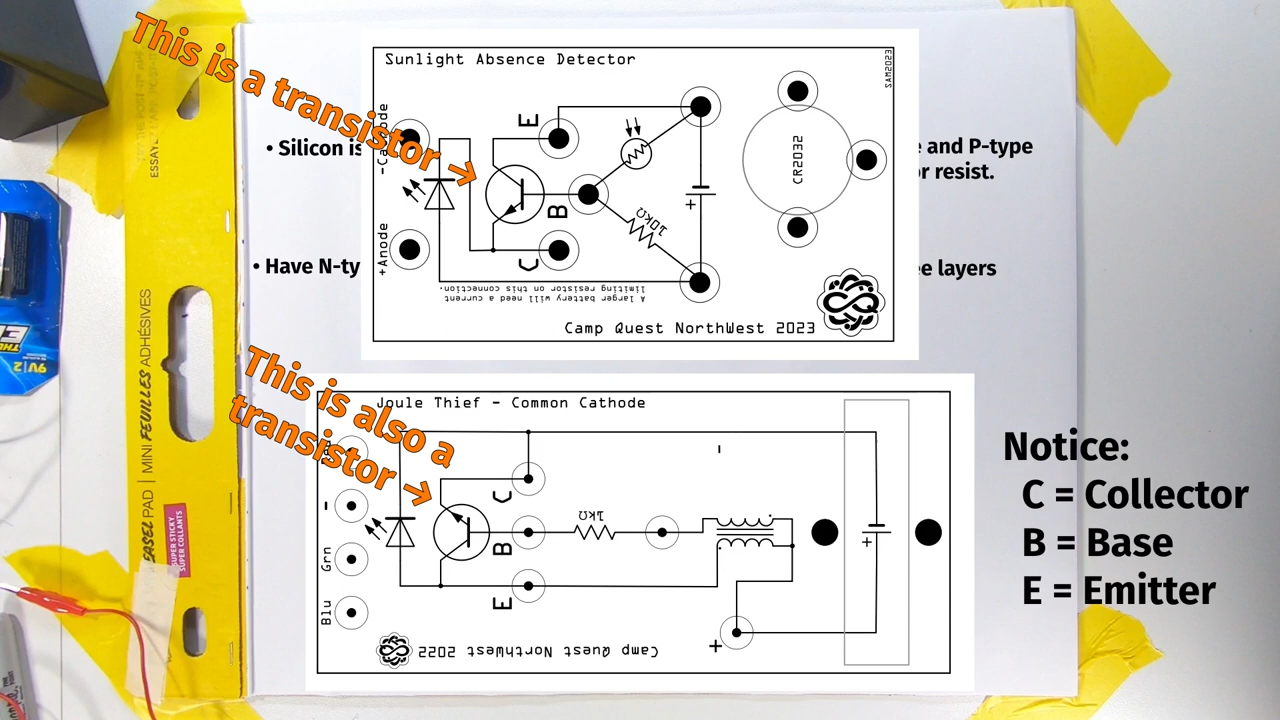 This is a transistor →
Sunlight Absence Detector
SAM2023
-Cathode
+Anode
E
B
C
10kΩ
+
CR2032
A larger battery will need a current
limiting resistor on this connection.
Camp Quest NorthWest 2023
• Silicon is
and P-type
resist.
• Have N-ty
layers
This is also a
transistor →
Joule Thief - Common Cathode
-
Grn
Blu
C
B
E
1kΩ
-
+
+
Camp Quest NorthWest 2022
Notice:
C = Collector
B = Base
E = Emitter
EASEL PAD | MINI FEUILLES ADHÉSIVES
SUPER STICKY
SUPER COLLANTS
9V|2